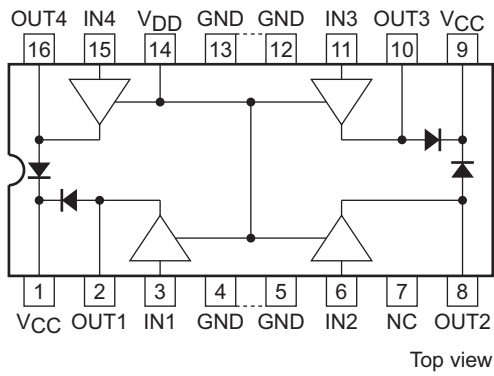 OUT4 IN4 VDD GND GND IN3 OUT3 VCC
16 15 14 13 12 11 10 9
1 2 3 4 5 6 7 8
VCC OUT1 IN1 GND GND IN2 NC OUT2
Top view